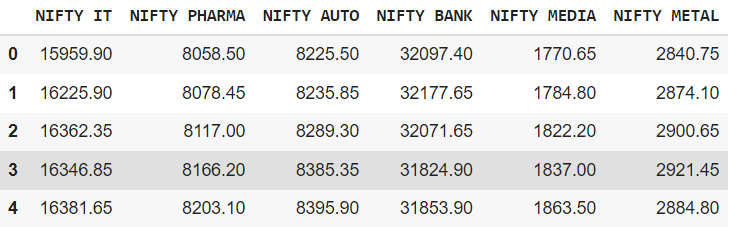 NIFTY IT NIFTY PHARMA NIFTY AUTO NIFTY BANK NIFTY MEDIA NIFTY METAL
0 15959.90 8058.50 8225.50 32097.40 1770.65 2840.75
1 16225.90 8078.45 8235.85 32177.65 1784.80 2874.10
2 16362.35 8117.00 8289.30 32071.65 1822.20 2900.65
3 16346.85 8166.20 8385.35 31824.90 1837.00 2921.45
4 16381.65 8203.10 8395.90 31853.90 1863.50 2884.80